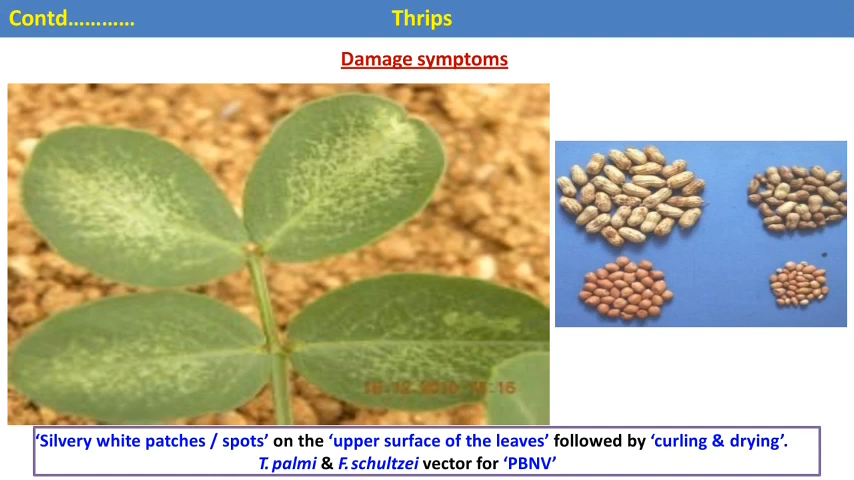 Contd………… Thrips
Damage symptoms
‘Silvery white patches / spots’ on the ‘upper surface of the leaves’ followed by ‘curling & drying’.
T. palmi & F. schultzei vector for ‘PBNV’